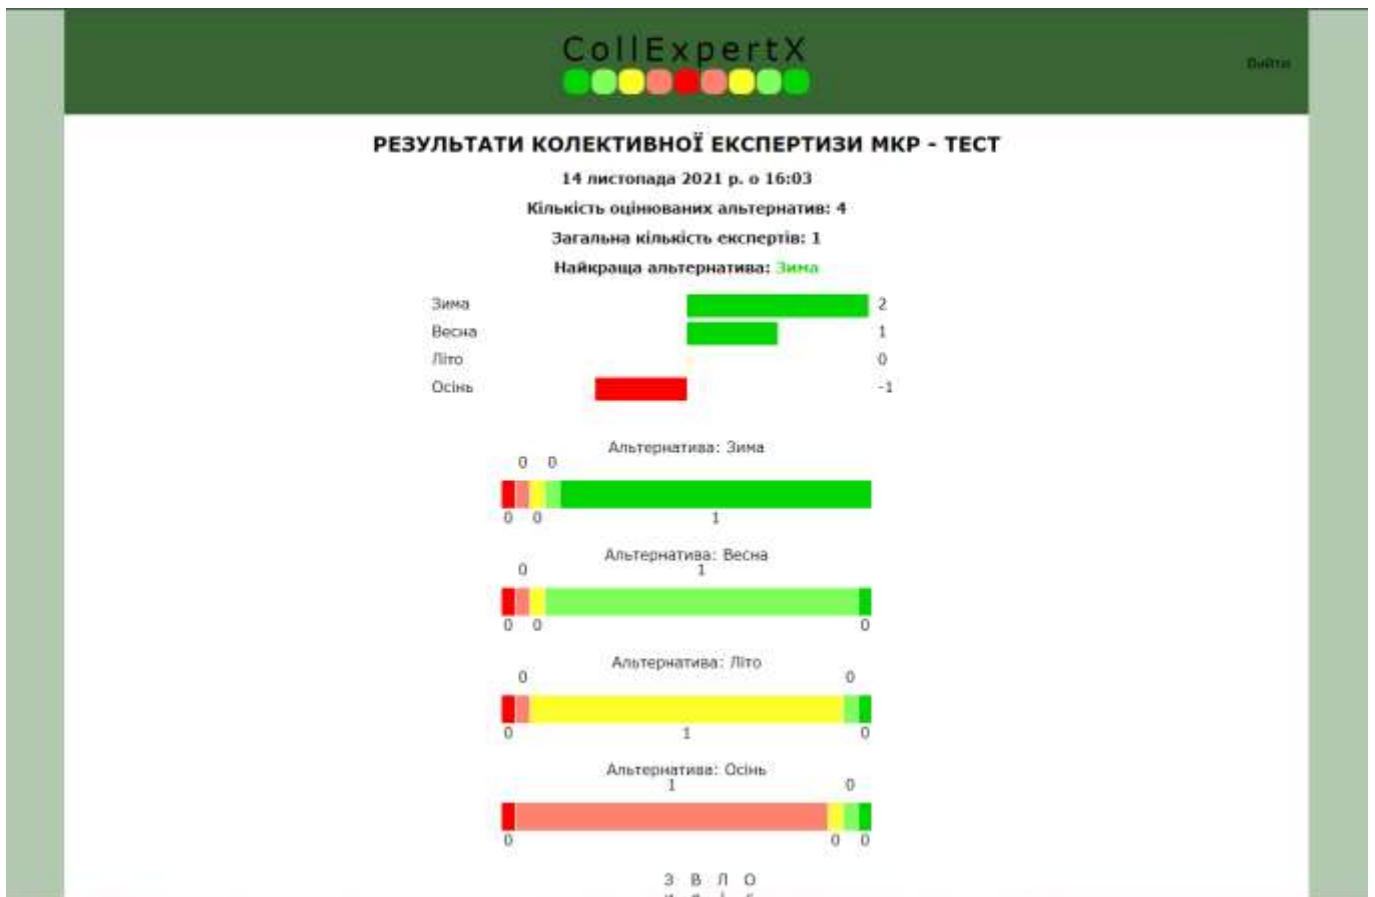 CollExpertX
Вийти
РЕЗУЛЬТАТИ КОЛЕКТИВНОЇ ЕКСПЕРТИЗИ МКР - ТЕСТ
14 листопада 2021 р. о 16:03
Кількість оцінюваних альтернатив: 4
Загальна кількість експертів: 1
Найкраща альтернатива: Зима
Зима 2
Весна 1
Літо 0
Осінь -1
Альтернатива: Зима
0 0
0 0 1
Альтернатива: Весна
0 1
0 0 0
Альтернатива: Літо
0 0
0 1 0
Альтернатива: Осінь
1 0
0 0 0
З В Л О